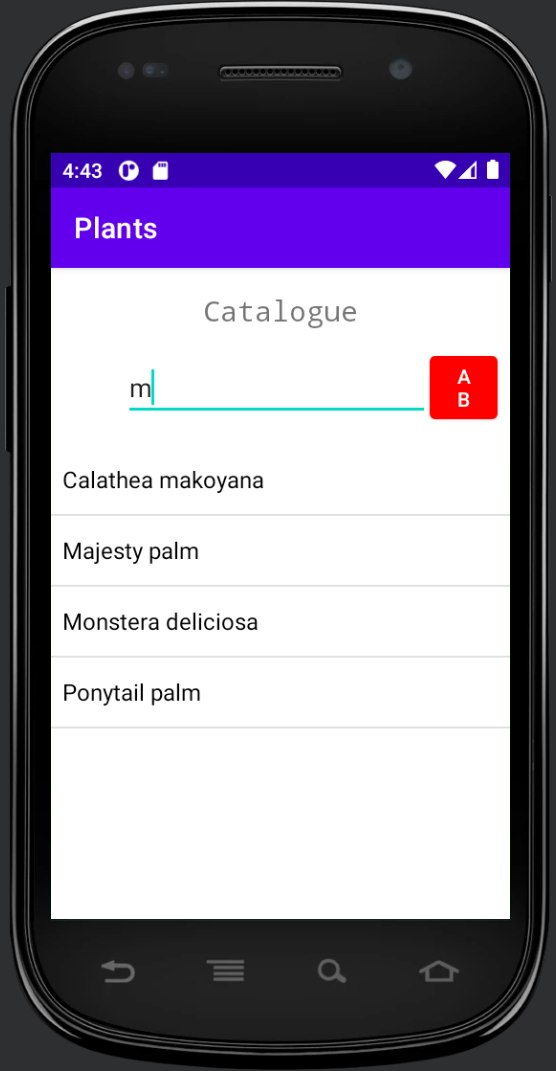 4:43
Plants
Catalogue
m
A
B
Calathea makoyana
Majesty palm
Monstera deliciosa
Ponytail palm